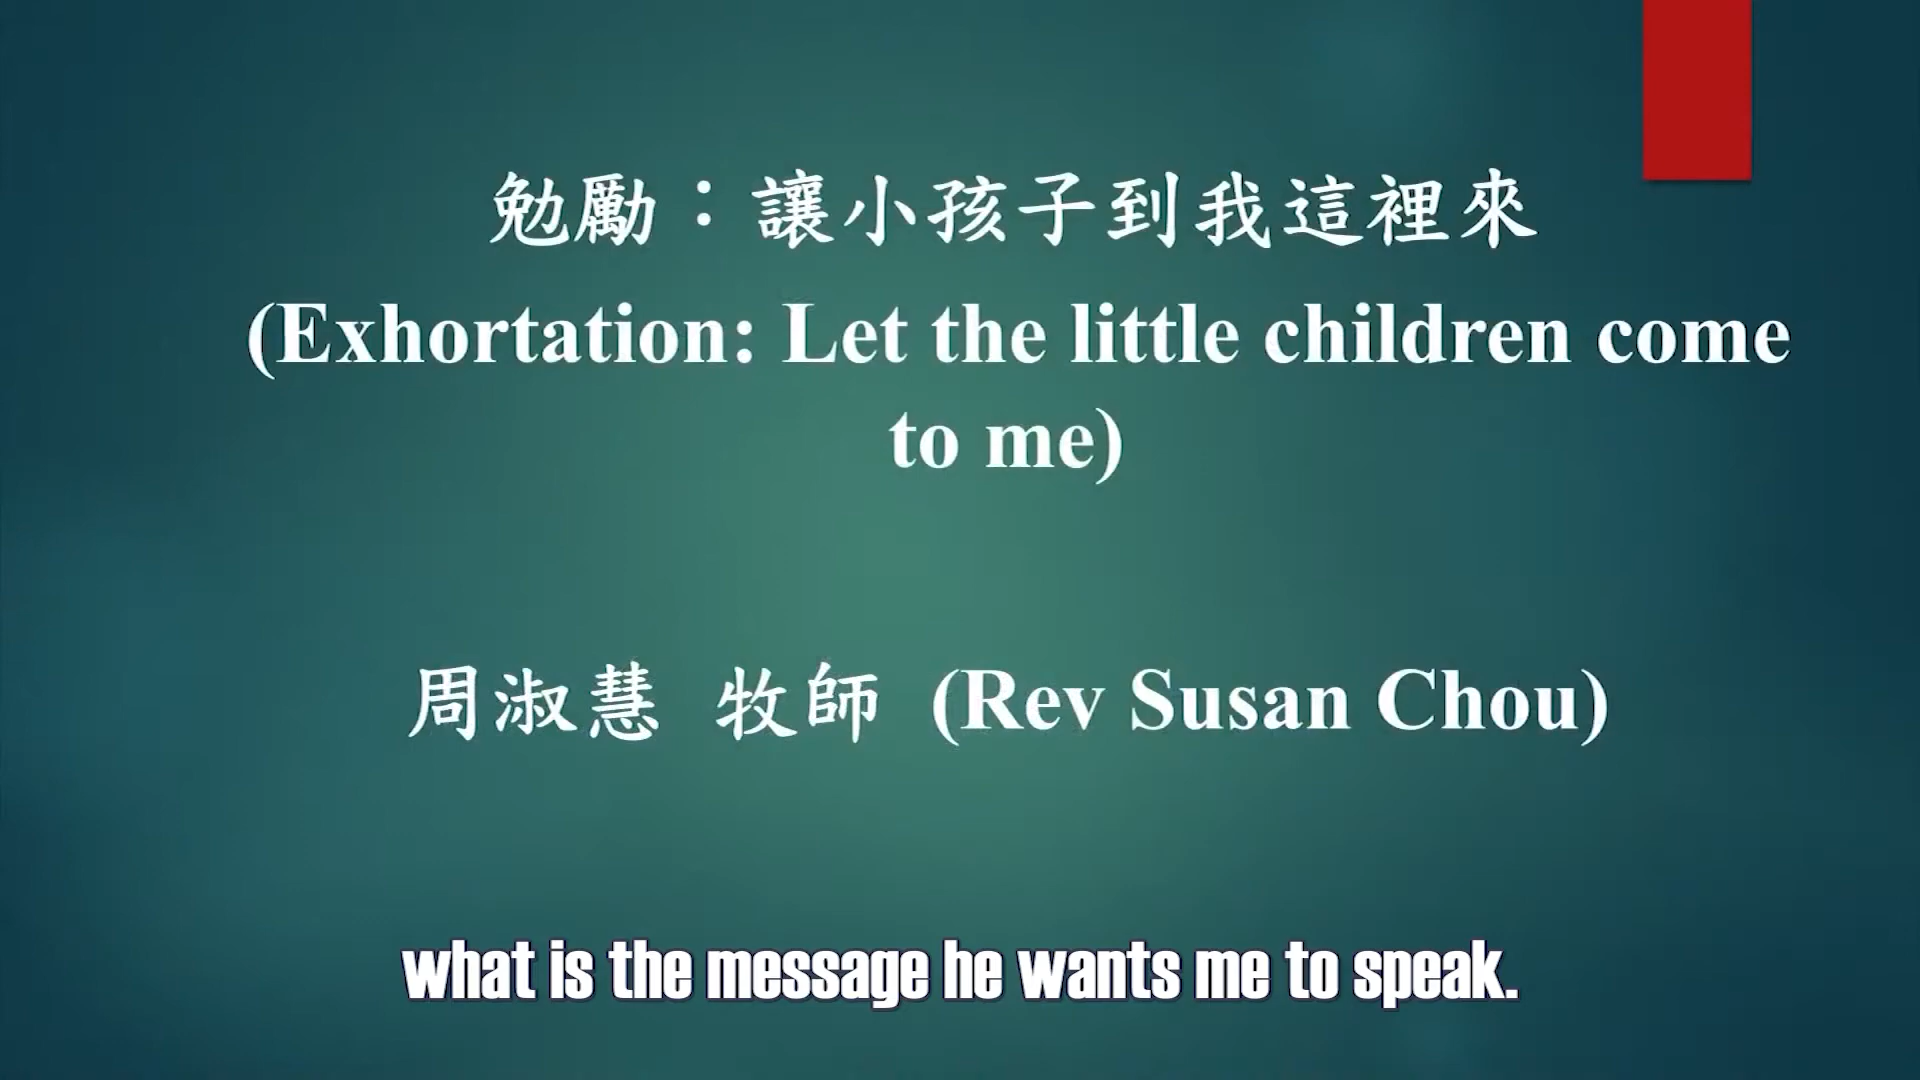 勉勵：讓小孩子到我這裡來
(Exhortation: Let the little children come
to me)
周淑慧 牧師 (Rev Susan Chou)
what is the message he wants me to speak.